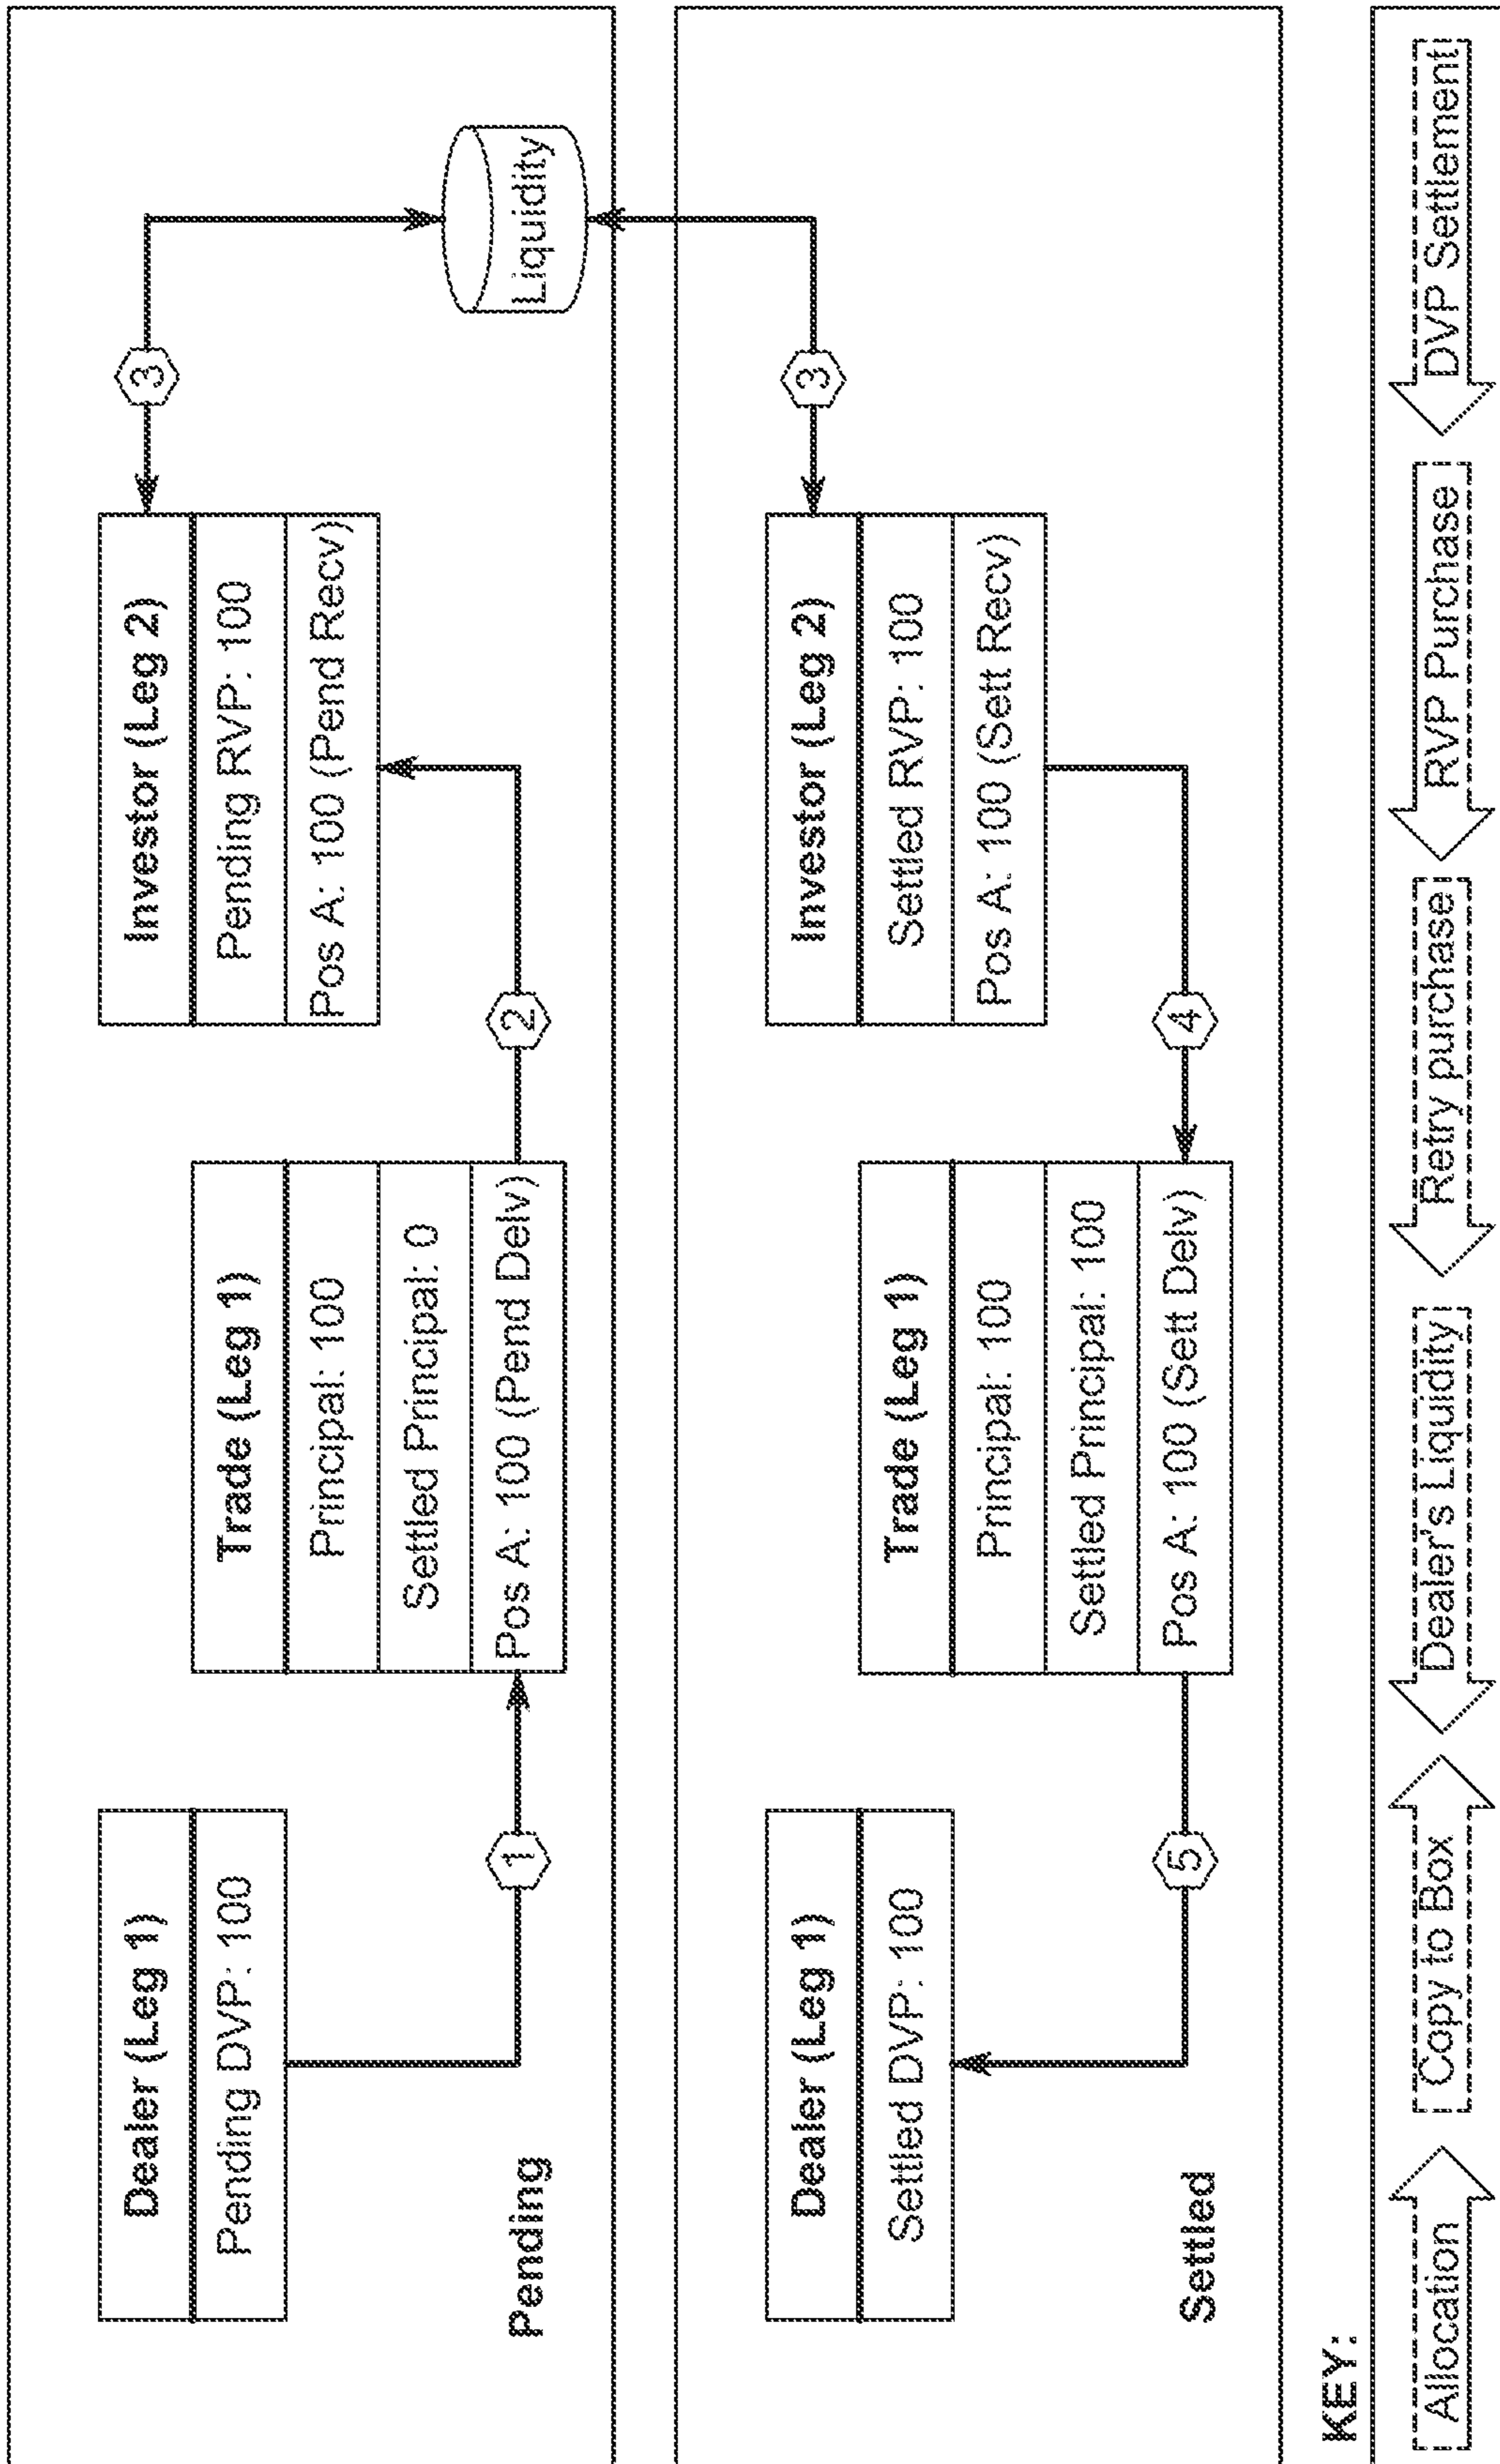 Dealer (Leg 1)
Pending DVP: 100
1
Trade (Leg 1)
Principal: 100
Settled Principal: 0
Pos A: 100 (Pend Delv)
2
Investor (Leg 2)
Pending RVP: 100
Pos A: 100 (Pend Recv)
3
Liquidity
Pending
Dealer (Leg 1)
Settled DVP: 100
5
Trade (Leg 1)
Principal: 100
Settled Principal: 100
Pos A: 100 (Sett Delv)
4
Investor (Leg 2)
Settled RVP: 100
Pos A: 100 (Sett Recv)
3
Settled
KEY:
Allocation
Copy to Box
Dealer's Liquidity
Retry purchase
RVP Purchase
DVP Settlement